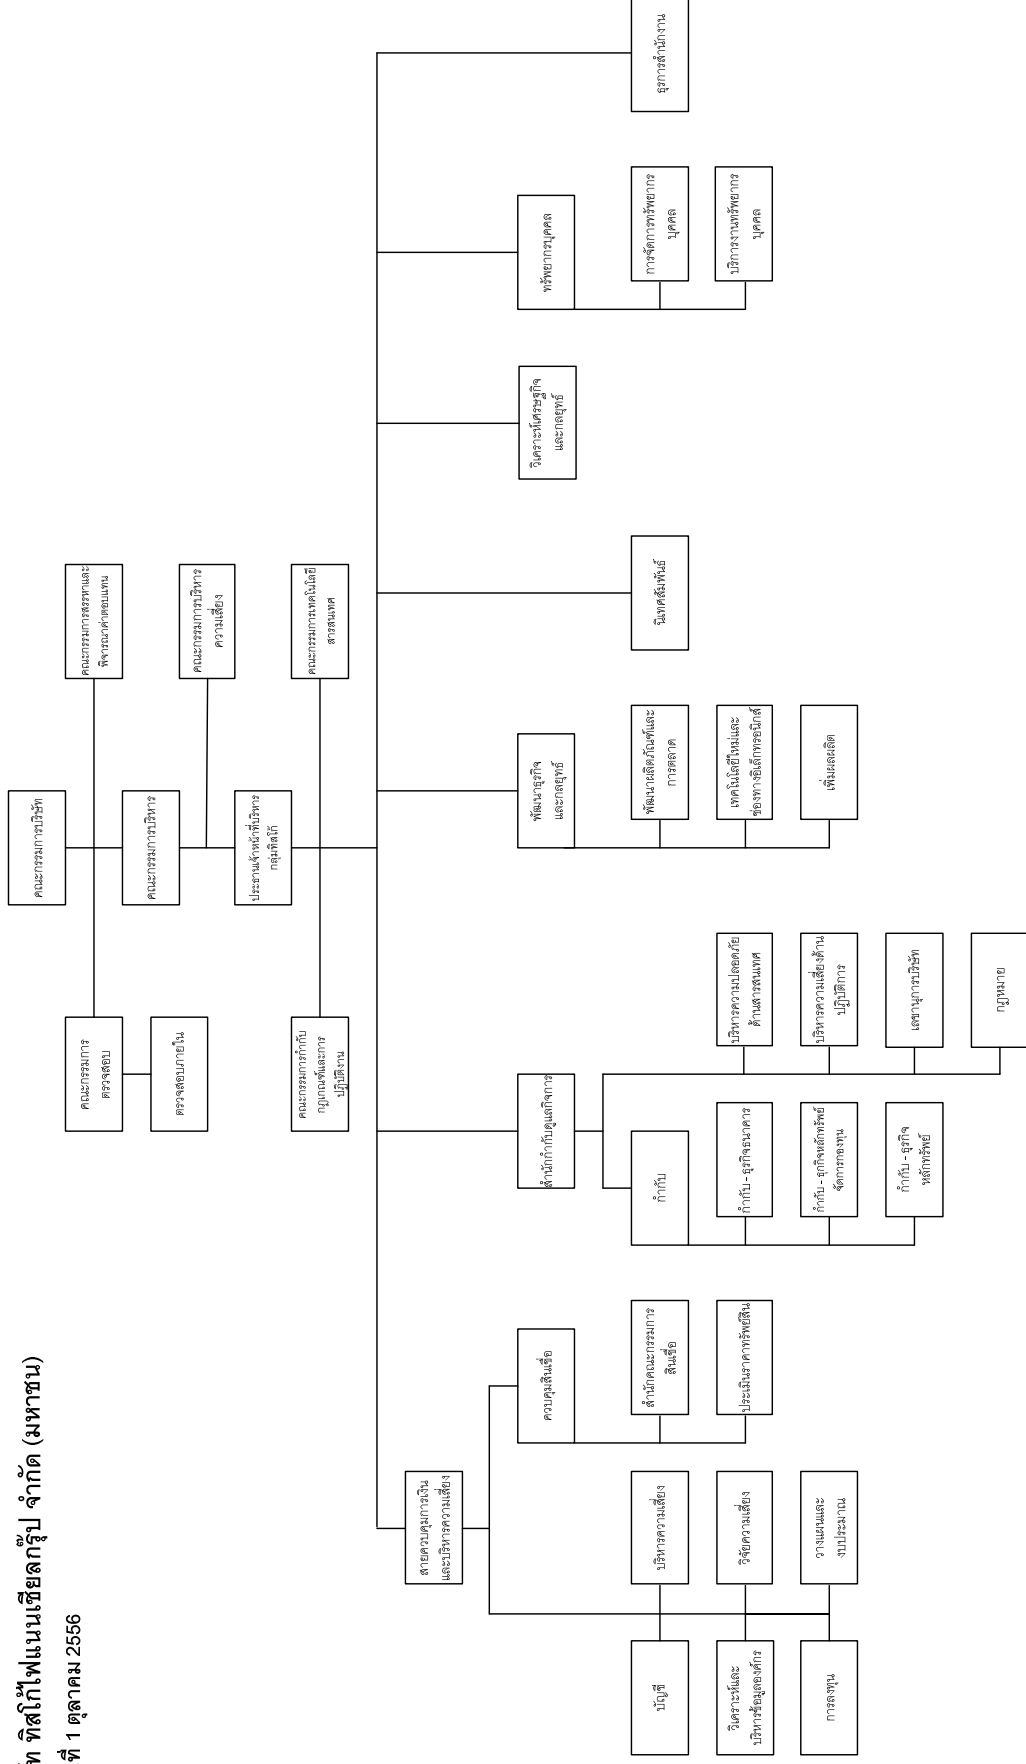 ทิสโก้ไฟแนนเชียลกรุ๊ป จำกัด (มหาชน)
ที่ 1 ตุลาคม 2556
คณะกรรมการบริษัท
คณะกรรมการ
ตรวจสอบ
คณะกรรมการสรรหาและ
พิจารณาค่าตอบแทน
ตรวจสอบภายใน
คณะกรรมการบริหาร
คณะกรรมการบริหาร
ความเสี่ยง
ประธานเจ้าหน้าที่บริหาร
กลุ่มทิสโก้
คณะกรรมการกำกับ
กฎเกณฑ์และการ
ปฏิบัติงาน
คณะกรรมการเทคโนโลยี
สารสนเทศ
สายควบคุมการเงิน
และบริหารความเสี่ยง
บัญชี
บริหารความเสี่ยง
วิเคราะห์และ
บริหารข้อมูลองค์กร
วิจัยความเสี่ยง
การลงทุน
วางแผนและ
งบประมาณ
ควบคุมสินเชื่อ
สำนักคณะกรรมการ
สินเชื่อ
ประเมินราคาทรัพย์สิน
สำนักกำกับดูแลกิจการ
กำกับ
กำกับ - ธุรกิจธนาคาร
กำกับ - ธุกกิจหลักทรัพย์
จัดการกองทุน
กำกับ - ธุรกิจ
หลักทรัพย์
บริหารความปลอดภัย
ด้านสารสนเทศ
บริหารความเสี่ยงด้าน
ปฏิบัติการ
เลขานุการบริษัท
กฎหมาย
พัฒนาธุรกิจ
และกลยุทธ์
พัฒนาผลิตภัณฑ์และ
การตลาด
เทคโนโลยีใหม่และ
ช่องทางอิเล็กทรอนิกส์
เพิ่มผลผลิต
นิเทศสัมพันธ์
วิเคราะห์เศรษฐกิจ
และกลยุทธ์
ทรัพยากรบุคคล
การจัดการทรัพยากร
บุคคล
บริการงานทรัพยากร
บุคคล
ธุรการสำนักงาน